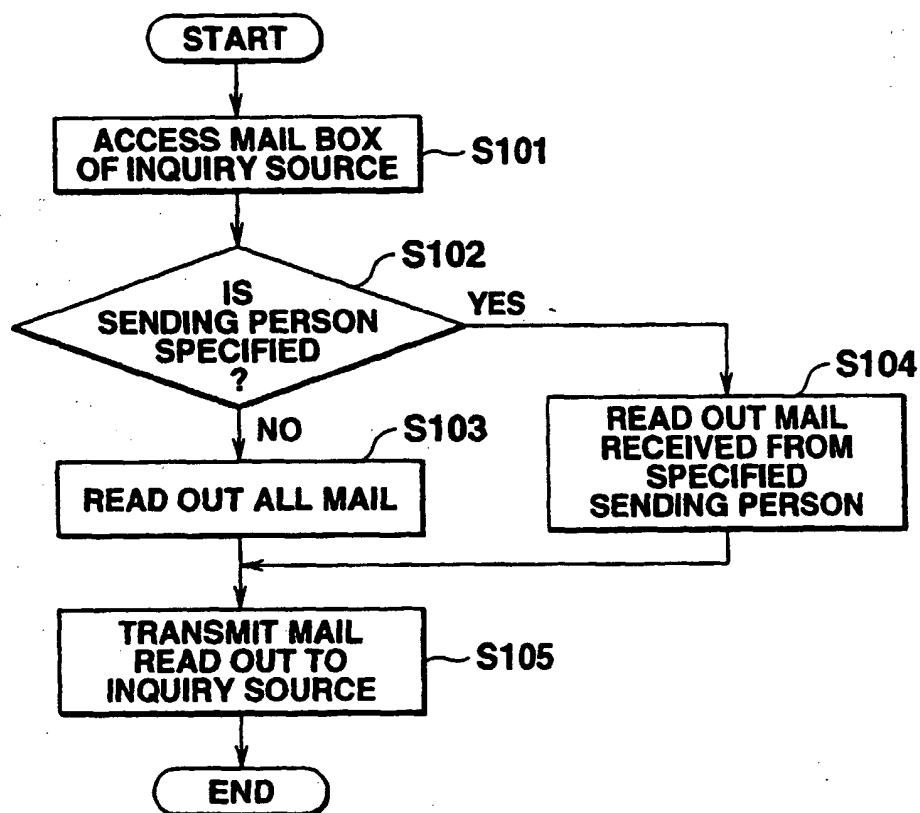 START
ACCESS MAIL BOX
OF INQUIRY SOURCE
S101
S102
IS
SENDING PERSON
SPECIFIED
?
YES
NO
S103
READ OUT ALL MAIL
S104
READ OUT MAIL
RECEIVED FROM
SPECIFIED
SENDING PERSON
TRANSMIT MAIL
READ OUT TO
INQUIRY SOURCE
S105
END